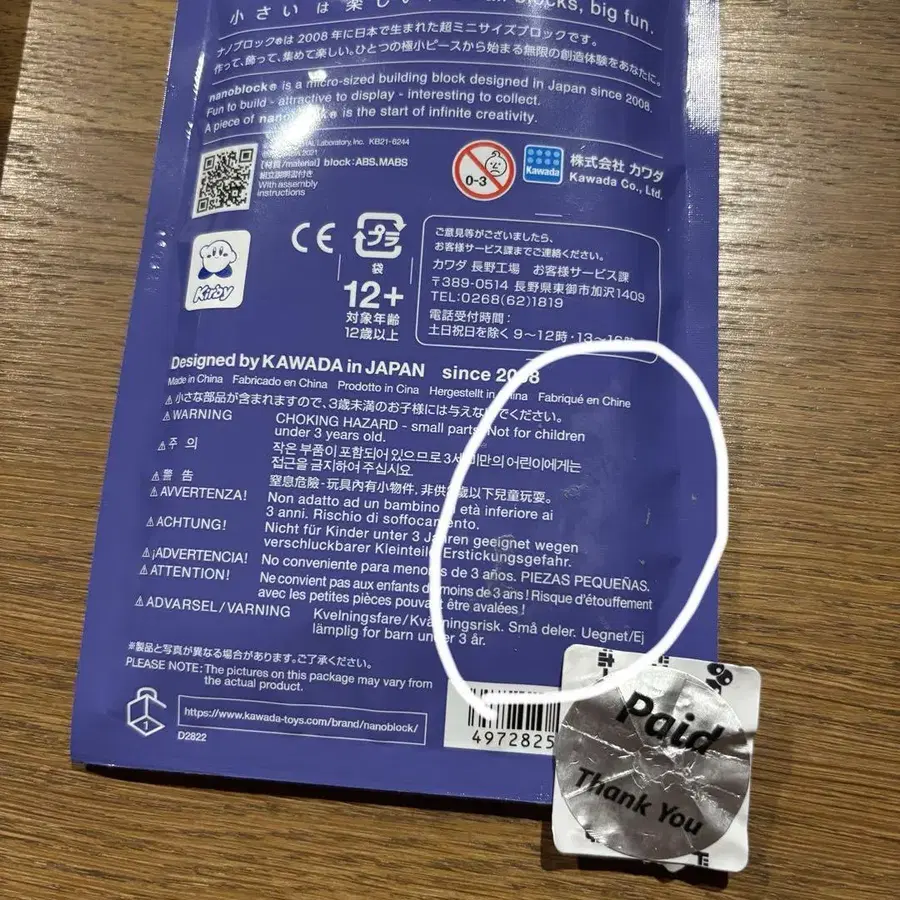 小さいは楽しい
blocks, big fun.
ナノブロック®は2008年に日本で生まれた超ミニサイズブロックです。
作って、飾って、集めて楽しい。ひとつの極小ピースから始まる無限の創造体験をあなたに。
nanoblock® is a micro-sized building block designed in Japan since 2008.
Fun to build - attractive to display - interesting to collect.
A piece of nanoblock® is the start of infinite creativity.
Laboratory, Inc. KB21-6244
2021
【材質/material】block:ABS,MABS
組立説明図付き
With assembly
instructions
0-3
Kawada
株式会社 カワダ
Kawada Co., Ltd.
Kirby
CE
プラ
袋
12+
対象年齢
12歳以上
ご意見等がございましたら、
お客様サービス課までご連絡ください。
カワダ 長野工場 お客様サービス課
〒389-0514 長野県東御市加沢1409
TEL:0268(62)1819
電話受付時間:
土日祝日を除く 9〜12時・13〜16時
Designed by KAWADA in JAPAN since 2008
Made in China Fabricado en China Prodotto in Cina Hergestellt in China Fabriqué en Chine
⚠小さな部品が含まれますので、3歳未満のお子様には与えないでください。
⚠WARNING CHOKING HAZARD - small parts. Not for children
under 3 years old.
⚠주 의 작은 부품이 포함되어 있으므로 3세 미만의 어린이에게는
접근을 금지하여 주십시요.
⚠警 告 窒息危險 - 玩具內有小物件, 非供3歲以下兒童玩耍。
⚠AVVERTENZA! Non adatto ad un bambino di età inferiore ai
3 anni. Rischio di soffocamento.
⚠ACHTUNG! Nicht für Kinder unter 3 Jahren geeignet wegen
verschluckbarer Kleinteile Erstickungsgefahr.
⚠¡ADVERTENCIA! No conveniente para menores de 3 años. PIEZAS PEQUEÑAS.
⚠ATTENTION! Ne convient pas aux enfants de moins de 3 ans ! Risque d'étouffement
avec les petites pièces pouvant être avalées !
⚠ADVARSEL/VARNING Kvelningsfare/Kvävningsrisk. Små deler. Uegnet/Ej
lämplig for barn under 3 år.
※製品と写真が異なる場合があります。ご了承ください。
PLEASE NOTE: The pictures on this package may vary from
the actual product.
https://www.kawada-toys.com/brand/nanoblock/
D2822
4972825
Paid
Thank You